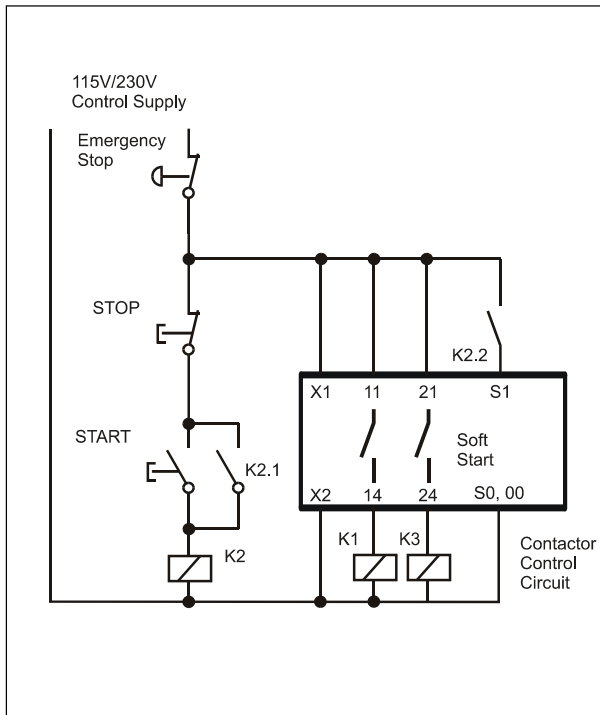 115V/230V
Control Supply
Emergency
Stop
STOP
K2.2
X1 11 21 S1
START
K2.1
Soft
Start
X2 14 24 S0, 00
K2
K1
K3
Contactor
Control
Circuit